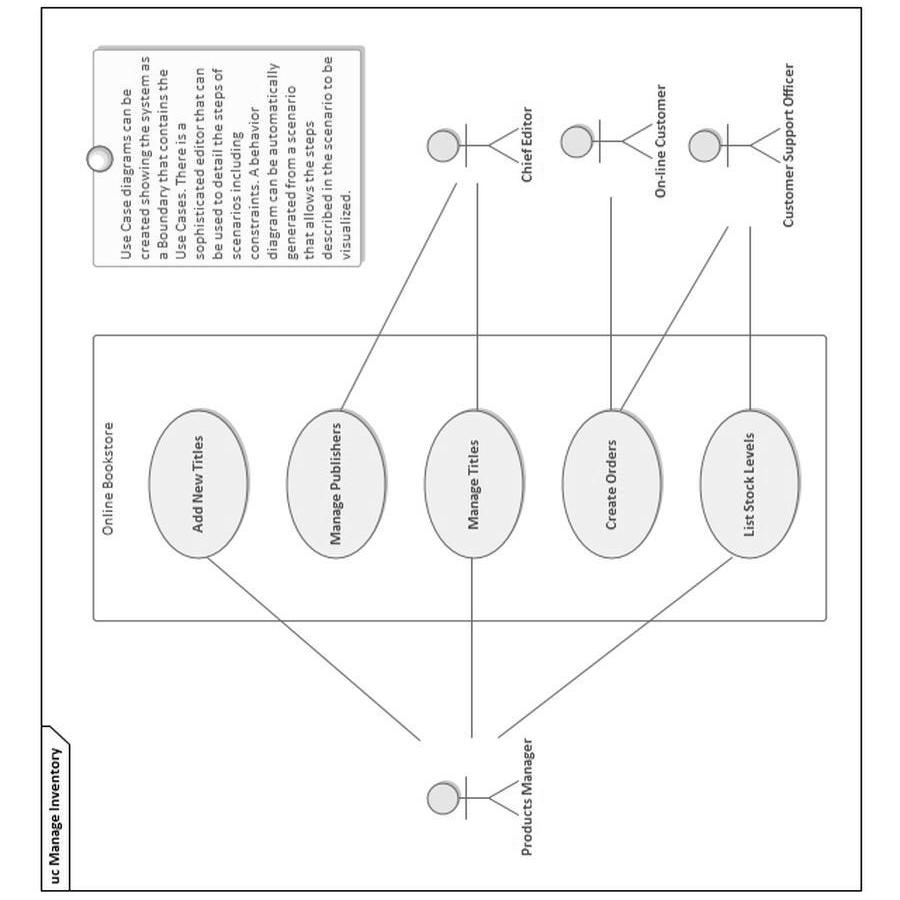 uc Manage Inventory
Use Case diagrams can be
created showing the system as
a Boundary that contains the
Use Cases. There is a
sophisticated editor that can
be used to detail the steps of
scenarios including
constraints. A behavior
diagram can be automatically
generated from a scenario
that allows the steps
described in the scenario to be
visualized.
Online Bookstore
Add New Titles
Manage Publishers
Manage Titles
Create Orders
List Stock Levels
Products Manager
Chief Editor
On-line Customer
Customer Support Officer